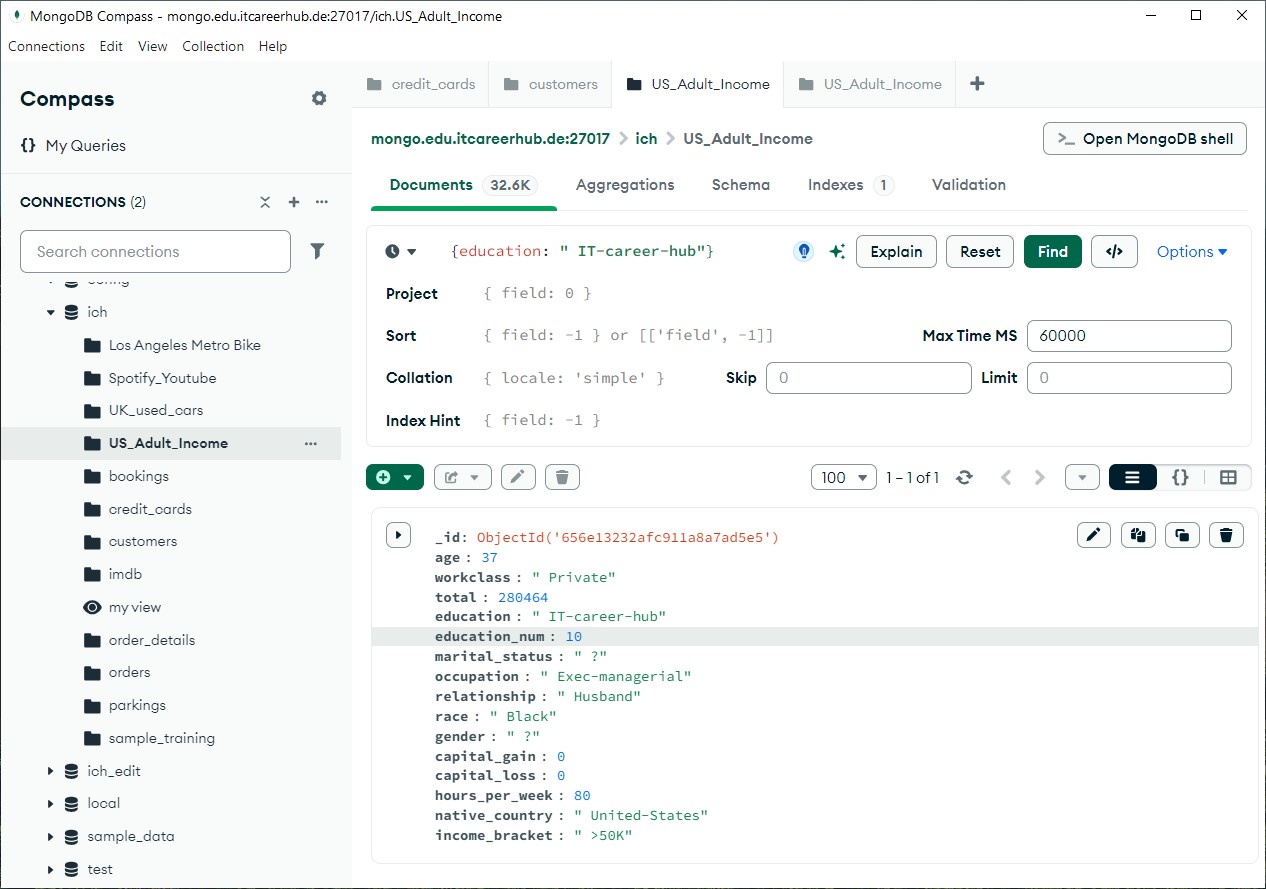 MongoDB Compass - mongo.edu.itcareerhub.de:27017/ich.US_Adult_Income
Connections Edit View Collection Help
Compass
My Queries
CONNECTIONS (2)
Search connections
config
ich
Los Angeles Metro Bike
Spotify_Youtube
UK_used_cars
US_Adult_Income
bookings
credit_cards
customers
imdb
my view
order_details
orders
parkings
sample_training
ich_edit
local
sample_data
test
credit_cards customers US_Adult_Income US_Adult_Income
mongo.edu.itcareerhub.de:27017 > ich > US_Adult_Income
>_ Open MongoDB shell
Documents 32.6K Aggregations Schema Indexes 1 Validation
{education: " IT-career-hub"}
Explain Reset Find </> Options
Project { field: 0 }
Sort { field: -1 } or [['field', -1]] Max Time MS 60000
Collation { locale: 'simple' } Skip 0 Limit 0
Index Hint { field: -1 }
100 1 – 1 of 1
_id: ObjectId('656e13232afc911a8a7ad5e5')
age : 37
workclass : " Private"
total : 280464
education : " IT-career-hub"
education_num : 10
marital_status : " ?"
occupation : " Exec-managerial"
relationship : " Husband"
race : " Black"
gender : " ?"
capital_gain : 0
capital_loss : 0
hours_per_week : 80
native_country : " United-States"
income_bracket : " >50K"